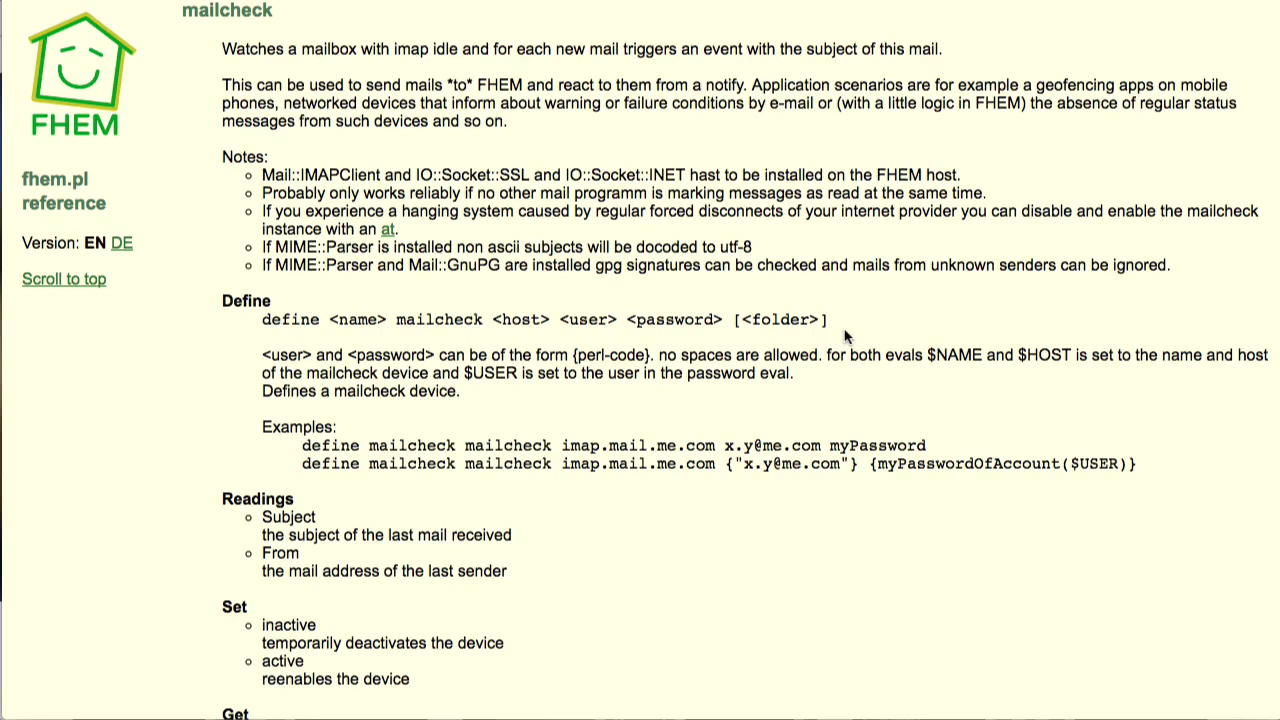 mailcheck
Watches a mailbox with imap idle and for each new mail triggers an event with the subject of this mail.
This can be used to send mails *to* FHEM and react to them from a notify. Application scenarios are for example a geofencing apps on mobile
phones, networked devices that inform about warning or failure conditions by e-mail or (with a little logic in FHEM) the absence of regular status
messages from such devices and so on.
FHEM
Notes:
Mail::IMAPClient and IO::Socket::SSL and IO::Socket::INET hast to be installed on the FHEM host.
fhem.pl
reference
Probably only works reliably if no other mail programm is marking messages as read at the same time.
If you experience a hanging system caused by regular forced disconnects of your internet provider you can disable and enable the mailcheck
instance with an at.
Version: EN DE
If MIME::Parser is installed non ascii subjects will be docoded to utf-8
If MIME::Parser and Mail::GnuPG are installed gpg signatures can be checked and mails from unknown senders can be ignored.
Scroll to top
Define
define <name> mailcheck <host> <user> <password> [<folder>]
<user> and <password> can be of the form {perl-code}. no spaces are allowed. for both evals $NAME and $HOST is set to the name and host
of the mailcheck device and $USER is set to the user in the password eval.
Defines a mailcheck device.
Examples:
define mailcheck mailcheck imap.mail.me.com x.y@me.com myPassword
define mailcheck mailcheck imap.mail.me.com {"x.y@me.com"} {myPasswordOfAccount($USER)}
Readings
Subject
the subject of the last mail received
From
the mail address of the last sender
Set
inactive
temporarily deactivates the device
active
reenables the device
Get